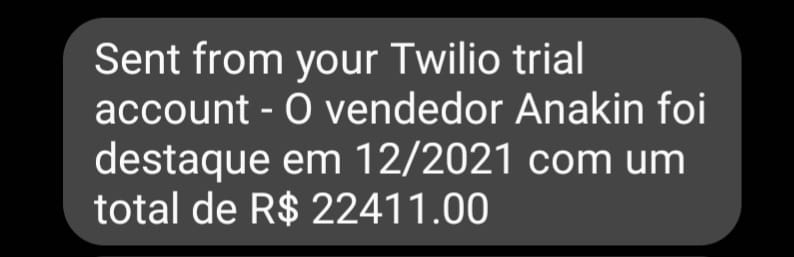 Sent from your Twilio trial
account - O vendedor Anakin foi
destaque em 12/2021 com um
total de R$ 22411.00